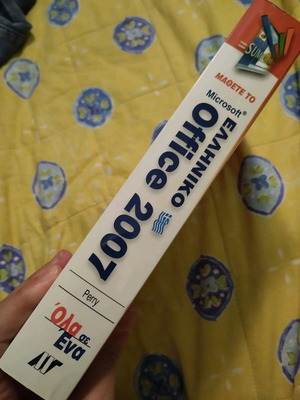 ΜΑΘΕΤΕ ΤΟ
Microsoft®
ΕΛΛΗΝΙΚΟ
Office 2007
Perry
Όλα σε
Ένα